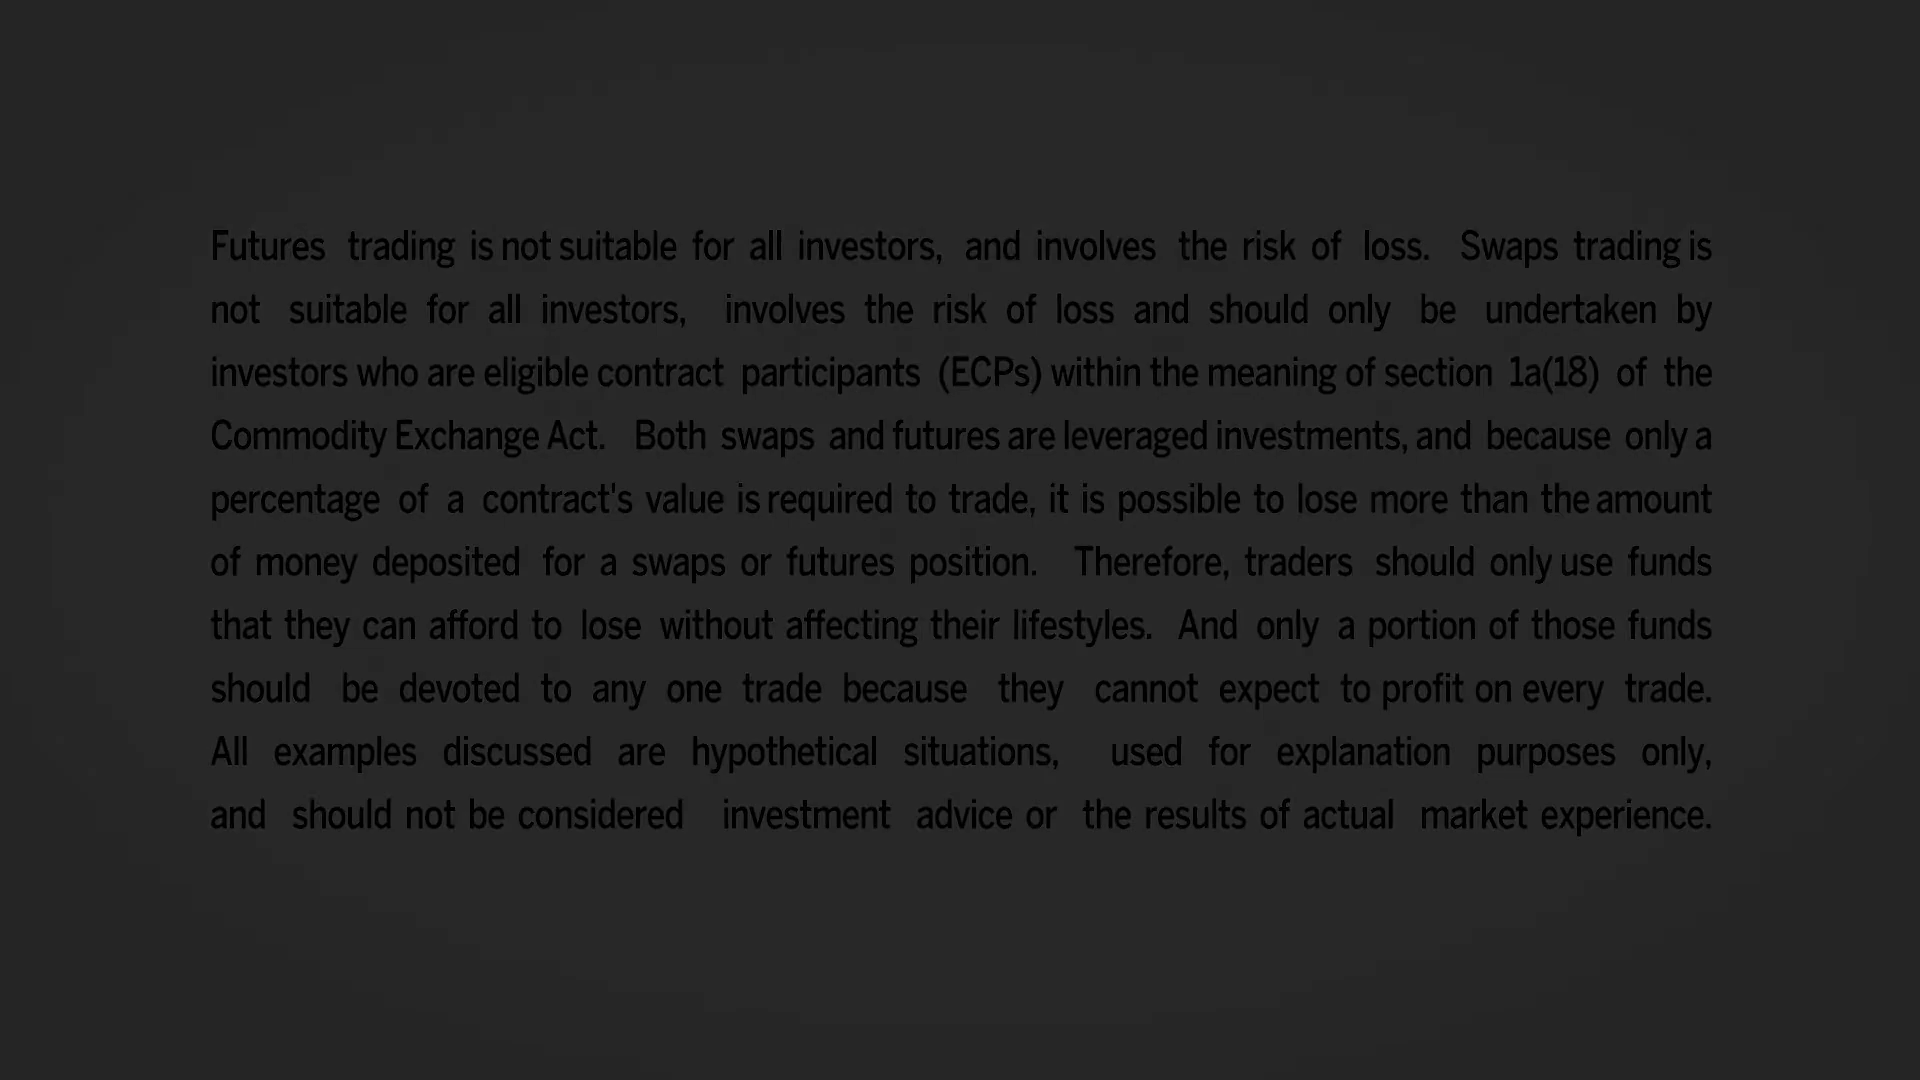 Futures trading is not suitable for all investors, and involves the risk of loss. Swaps trading is
not suitable for all investors, involves the risk of loss and should only be undertaken by
investors who are eligible contract participants (ECPs) within the meaning of section 1a(18) of the
Commodity Exchange Act. Both swaps and futures are leveraged investments, and because only a
percentage of a contract's value is required to trade, it is possible to lose more than the amount
of money deposited for a swaps or futures position. Therefore, traders should only use funds
that they can afford to lose without affecting their lifestyles. And only a portion of those funds
should be devoted to any one trade because they cannot expect to profit on every trade.
All examples discussed are hypothetical situations, used for explanation purposes only,
and should not be considered investment advice or the results of actual market experience.